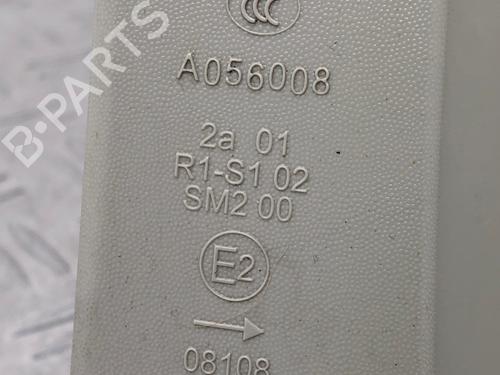 B-PARTS
A056008
2a 01
R1-S1 02
SM2 00
E2
08108